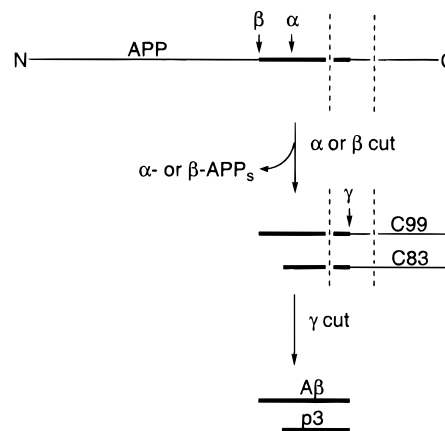 β α
N APP C
α or β cut
α- or β-APPs
γ
C99
C83
γ cut
Aβ
p3